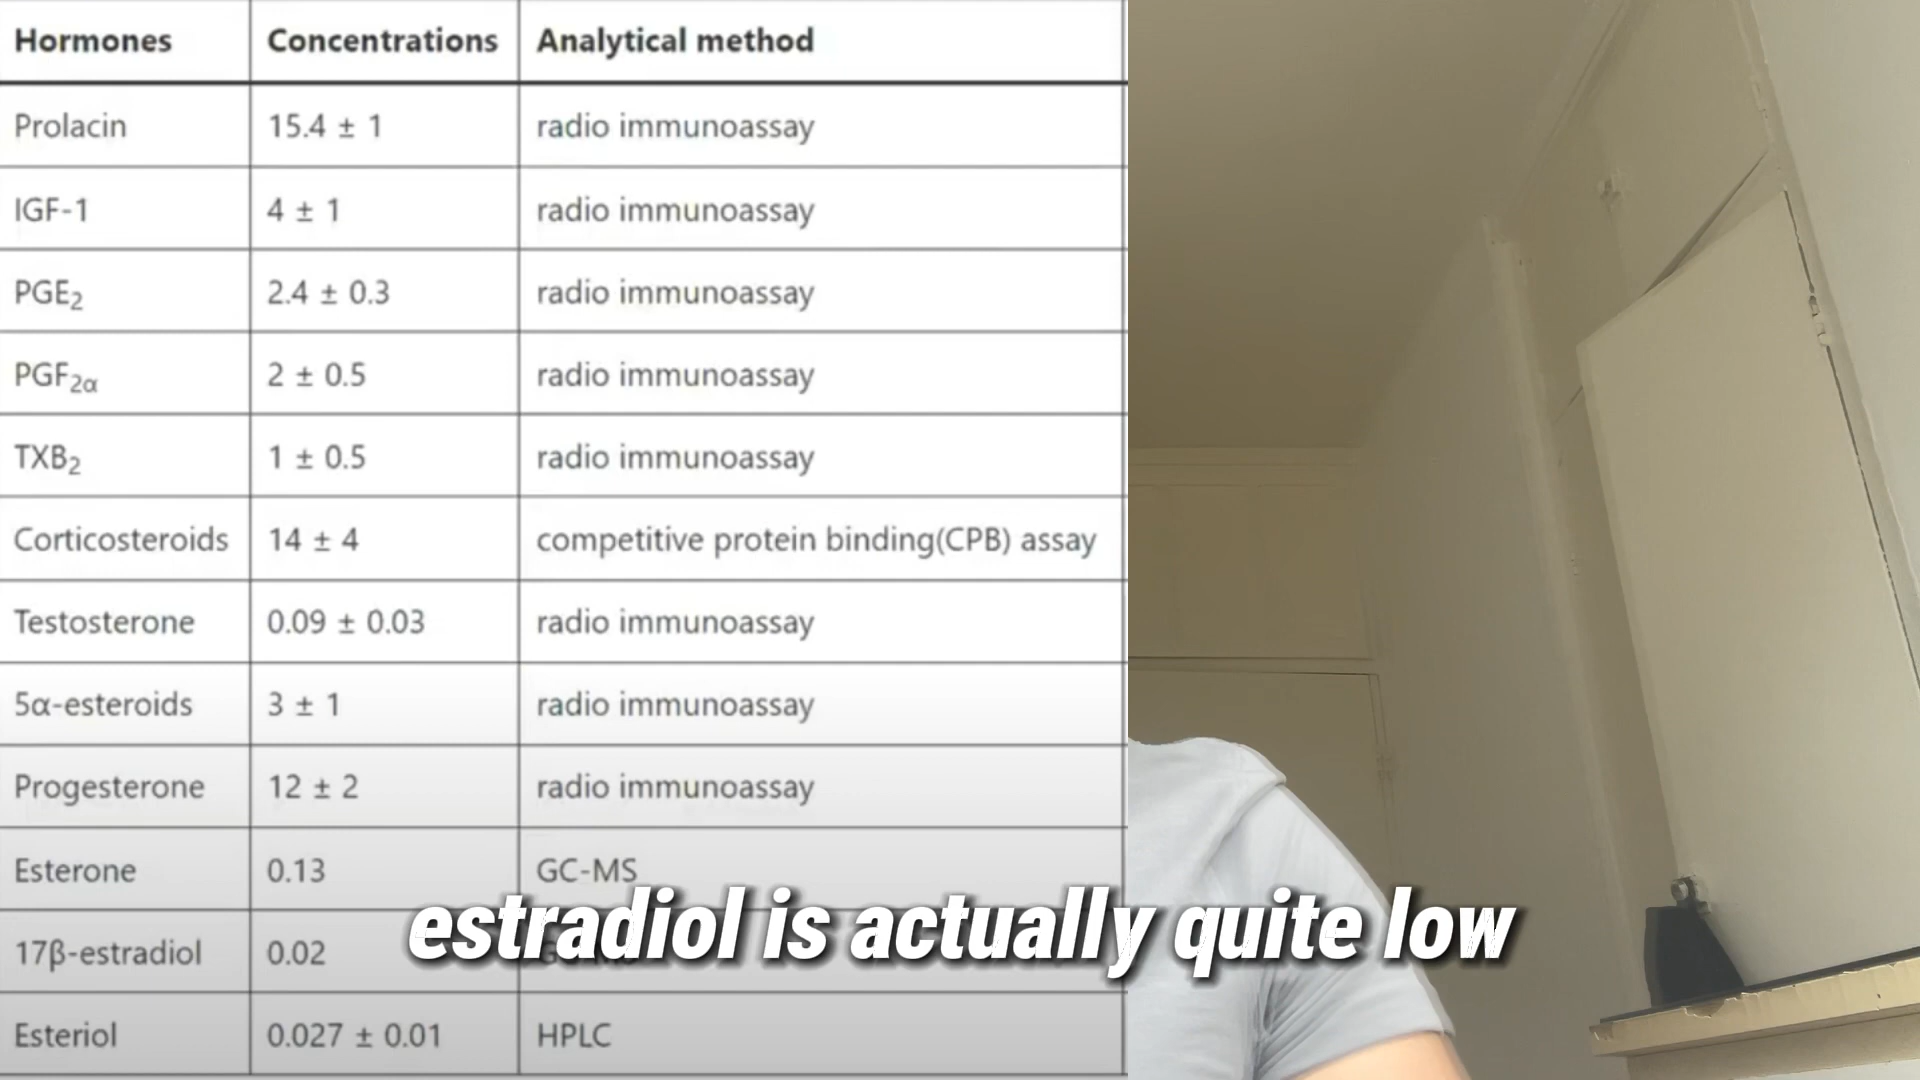 Hormones Concentrations Analytical method
Prolacin 15.4 ± 1 radio immunoassay
IGF-1 4 ± 1 radio immunoassay
PGE₂ 2.4 ± 0.3 radio immunoassay
PGF₂α 2 ± 0.5 radio immunoassay
TXB₂ 1 ± 0.5 radio immunoassay
Corticosteroids 14 ± 4 competitive protein binding(CPB) assay
Testosterone 0.09 ± 0.03 radio immunoassay
5α-esteroids 3 ± 1 radio immunoassay
Progesterone 12 ± 2 radio immunoassay
Esterone 0.13 GC-MS
estradiol is actually quite low
17β-estradiol 0.02
Esteriol 0.027 ± 0.01 HPLC